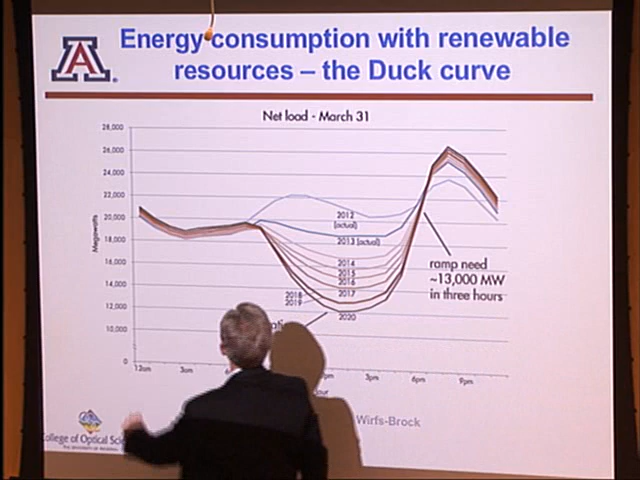 Energy consumption with renewable
resources – the Duck curve
A
Net load - March 31
28,000
26,000
24,000
22,000
20,000
18,000
16,000
14,000
12,000
10,000
0
Megawatts
2012
(actual)
2013 (actual)
2014
2015
2016
2017
2018
2019
2020
ramp need
~13,000 MW
in three hours
12am
3am
3pm
6pm
9pm
Wirfs-Brock
College of Optical